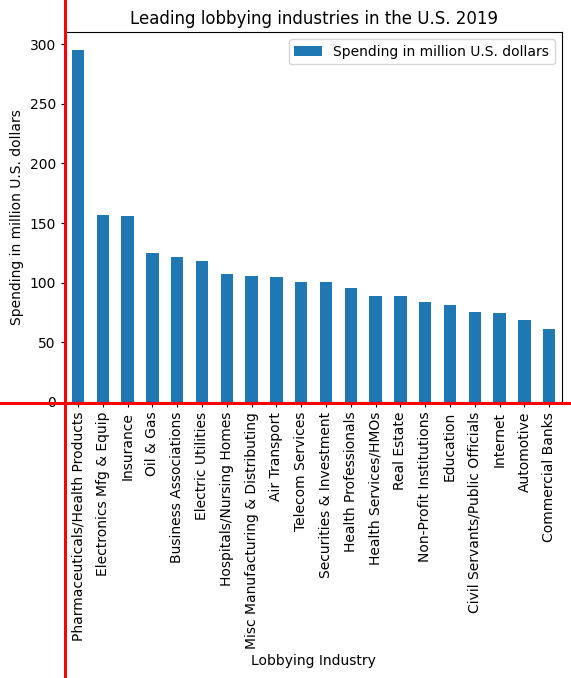 Leading lobbying industries in the U.S. 2019
Spending in million U.S. dollars
Spending in million U.S. dollars
300
250
200
150
100
50
0
Pharmaceuticals/Health Products
Electronics Mfg & Equip
Insurance
Oil & Gas
Business Associations
Electric Utilities
Hospitals/Nursing Homes
Misc Manufacturing & Distributing
Air Transport
Telecom Services
Securities & Investment
Health Professionals
Health Services/HMOs
Real Estate
Non-Profit Institutions
Education
Civil Servants/Public Officials
Internet
Automotive
Commercial Banks
Lobbying Industry